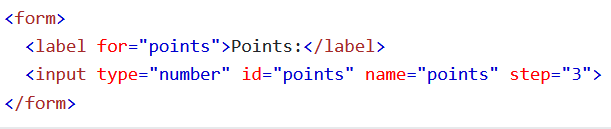 <form>
  <label for="points">Points:</label>
  <input type="number" id="points" name="points" step="3">
</form>